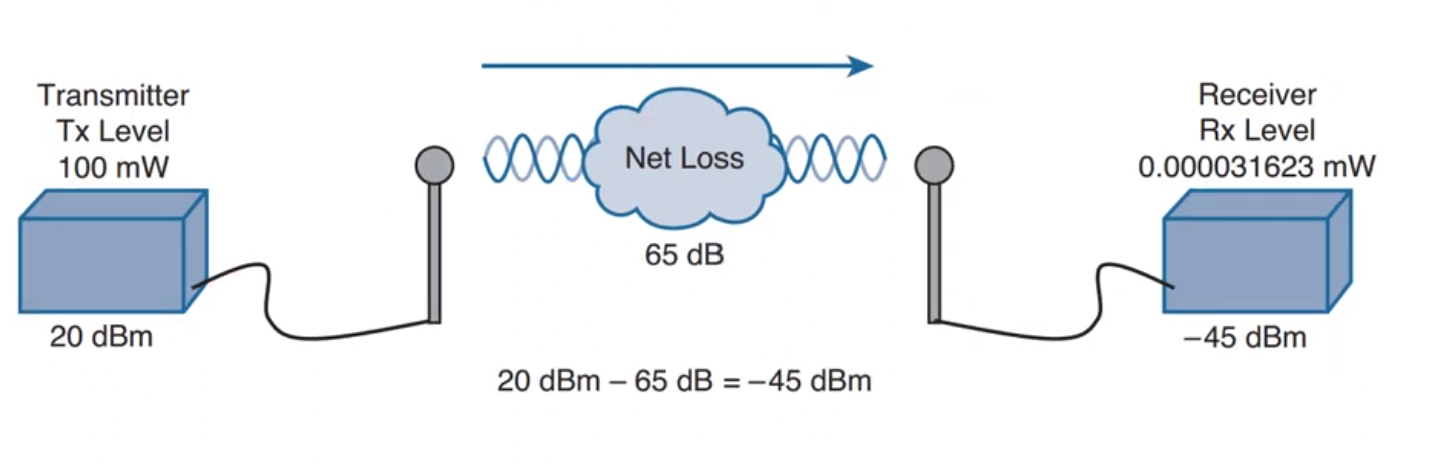 Transmitter
Tx Level
100 mW
20 dBm
Net Loss
65 dB
20 dBm – 65 dB = –45 dBm
Receiver
Rx Level
0.000031623 mW
–45 dBm